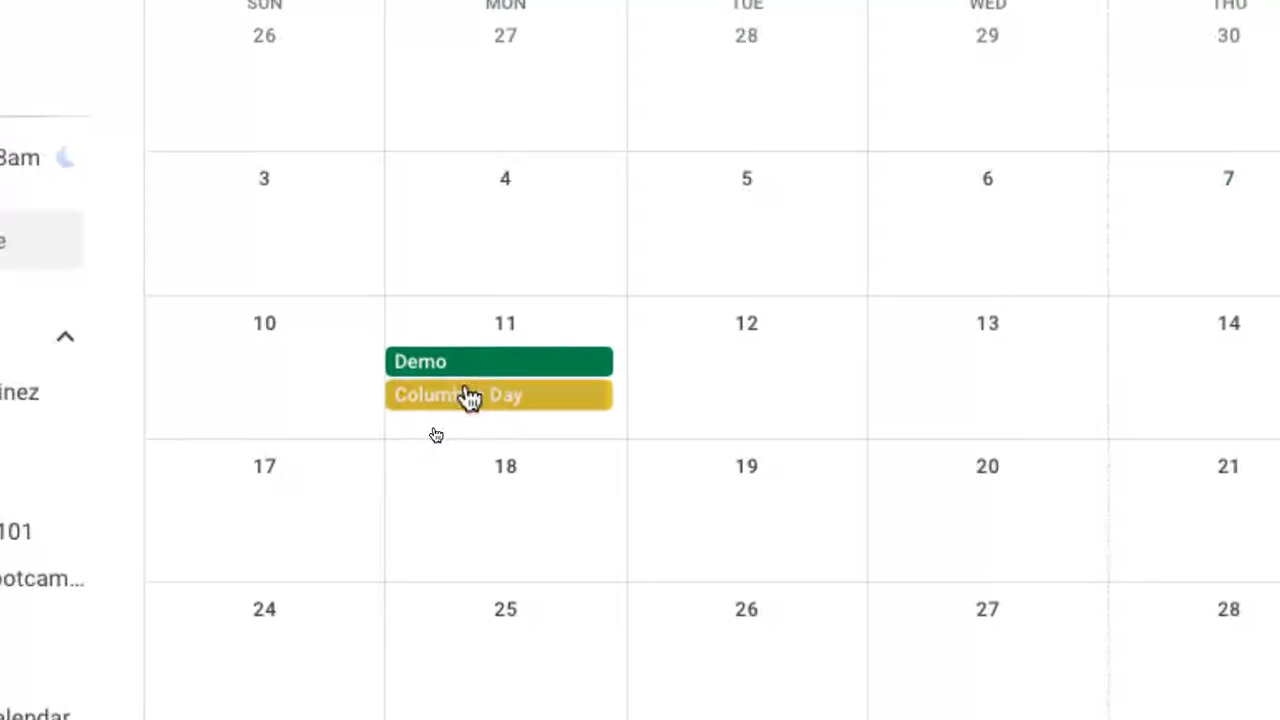 SUN MON TUE WED THU
26 27 28 29 30
8am
3 4 5 6 7
e
10 11 12 13 14
Demo
Day
inez
17 18 19 20 21
101
ootcam...
24 25 26 27 28
alendar